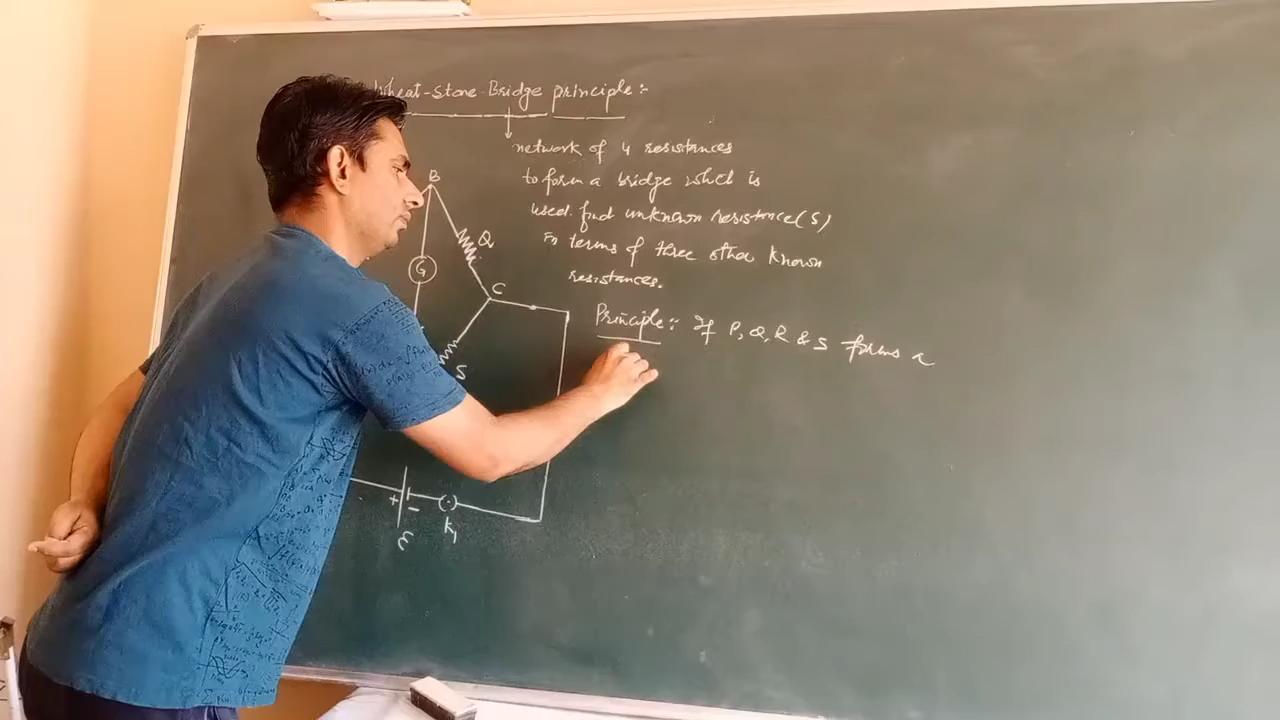 Wheat-stone Bridge principle:-
network of 4 resistances
to form a bridge which is
used. find unknown resistance(S)
in terms of three other known
resistances.
Principle:- If P, Q, R & S forms a
B
Q
G
C
S
+ -
E
K1